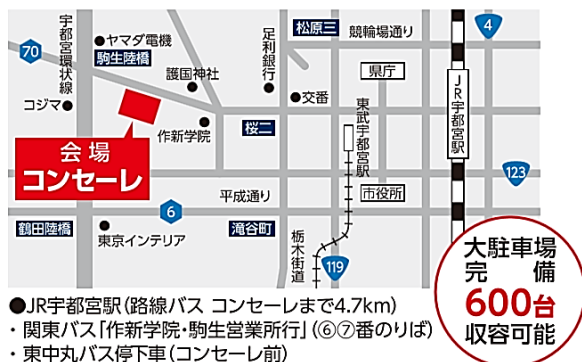 松原三
競輪場通り
4
宇都宮環状線
70
ヤマダ電機
駒生陸橋
護国神社
足利銀行
県庁
JR宇都宮駅
コジマ●
●交番
東武宇都宮駅
作新学院
桜二
会場
コンセーレ
123
平成通り
市役所
6
鶴田陸橋
滝谷町
東京インテリア
栃木街道
119
大駐車場
完備
600台
収容可能
●JR宇都宮駅(路線バス コンセーレまで4.7km)
・関東バス「作新学院・駒生営業所行」(⑥⑦番のりば)
・東中丸バス停下車(コンセーレ前)